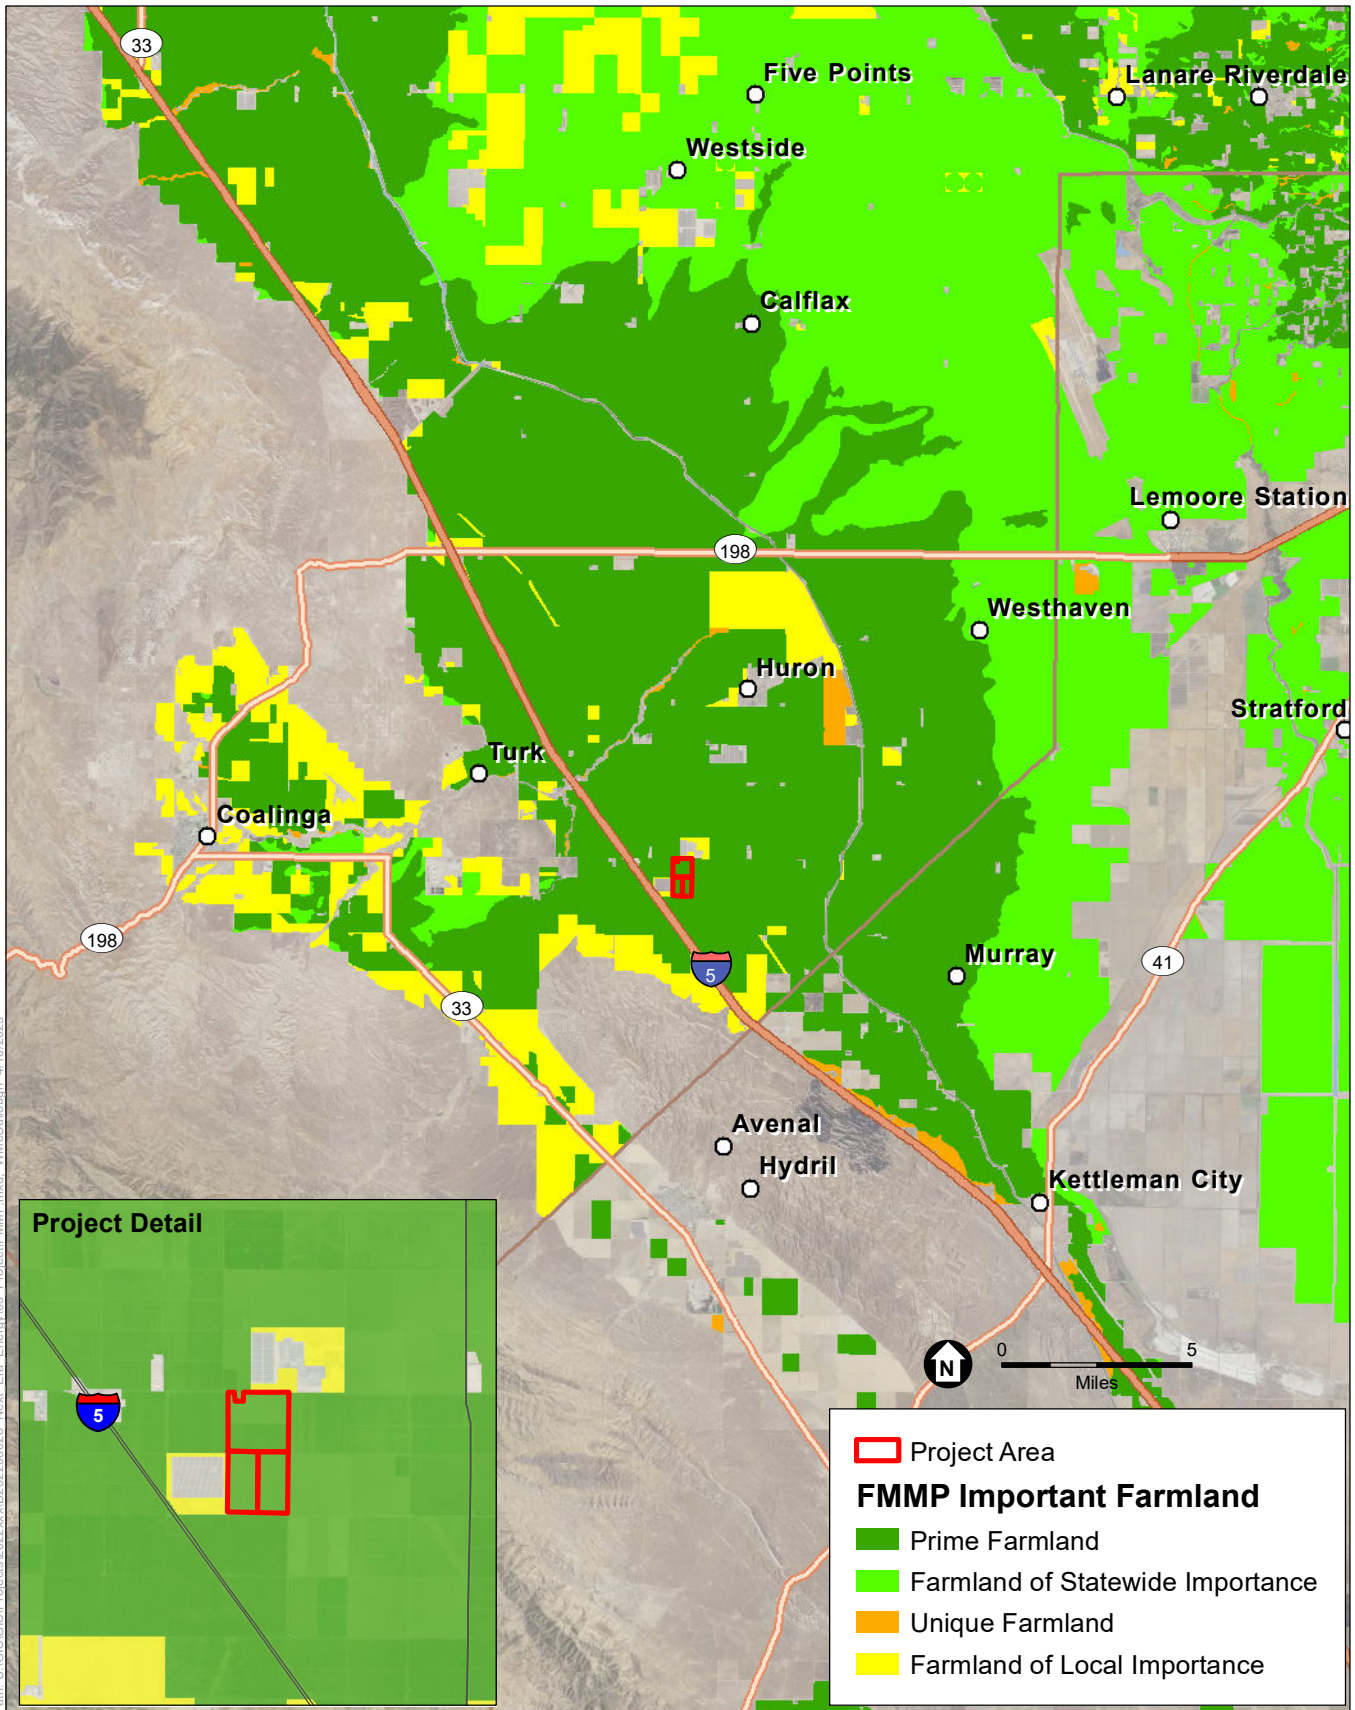 33
Five Points
Lanare Riverdale
Westside
Calflax
Lemoore Station
198
Westhaven
Huron
Stratford
Turk
Coalinga
198
Murray
41
5
33
Avenal
Hydril
Kettleman City
Project Detail
5
N
0 5
Miles
Project Area
FMMP Important Farmland
Prime Farmland
Farmland of Statewide Importance
Unique Farmland
Farmland of Local Importance